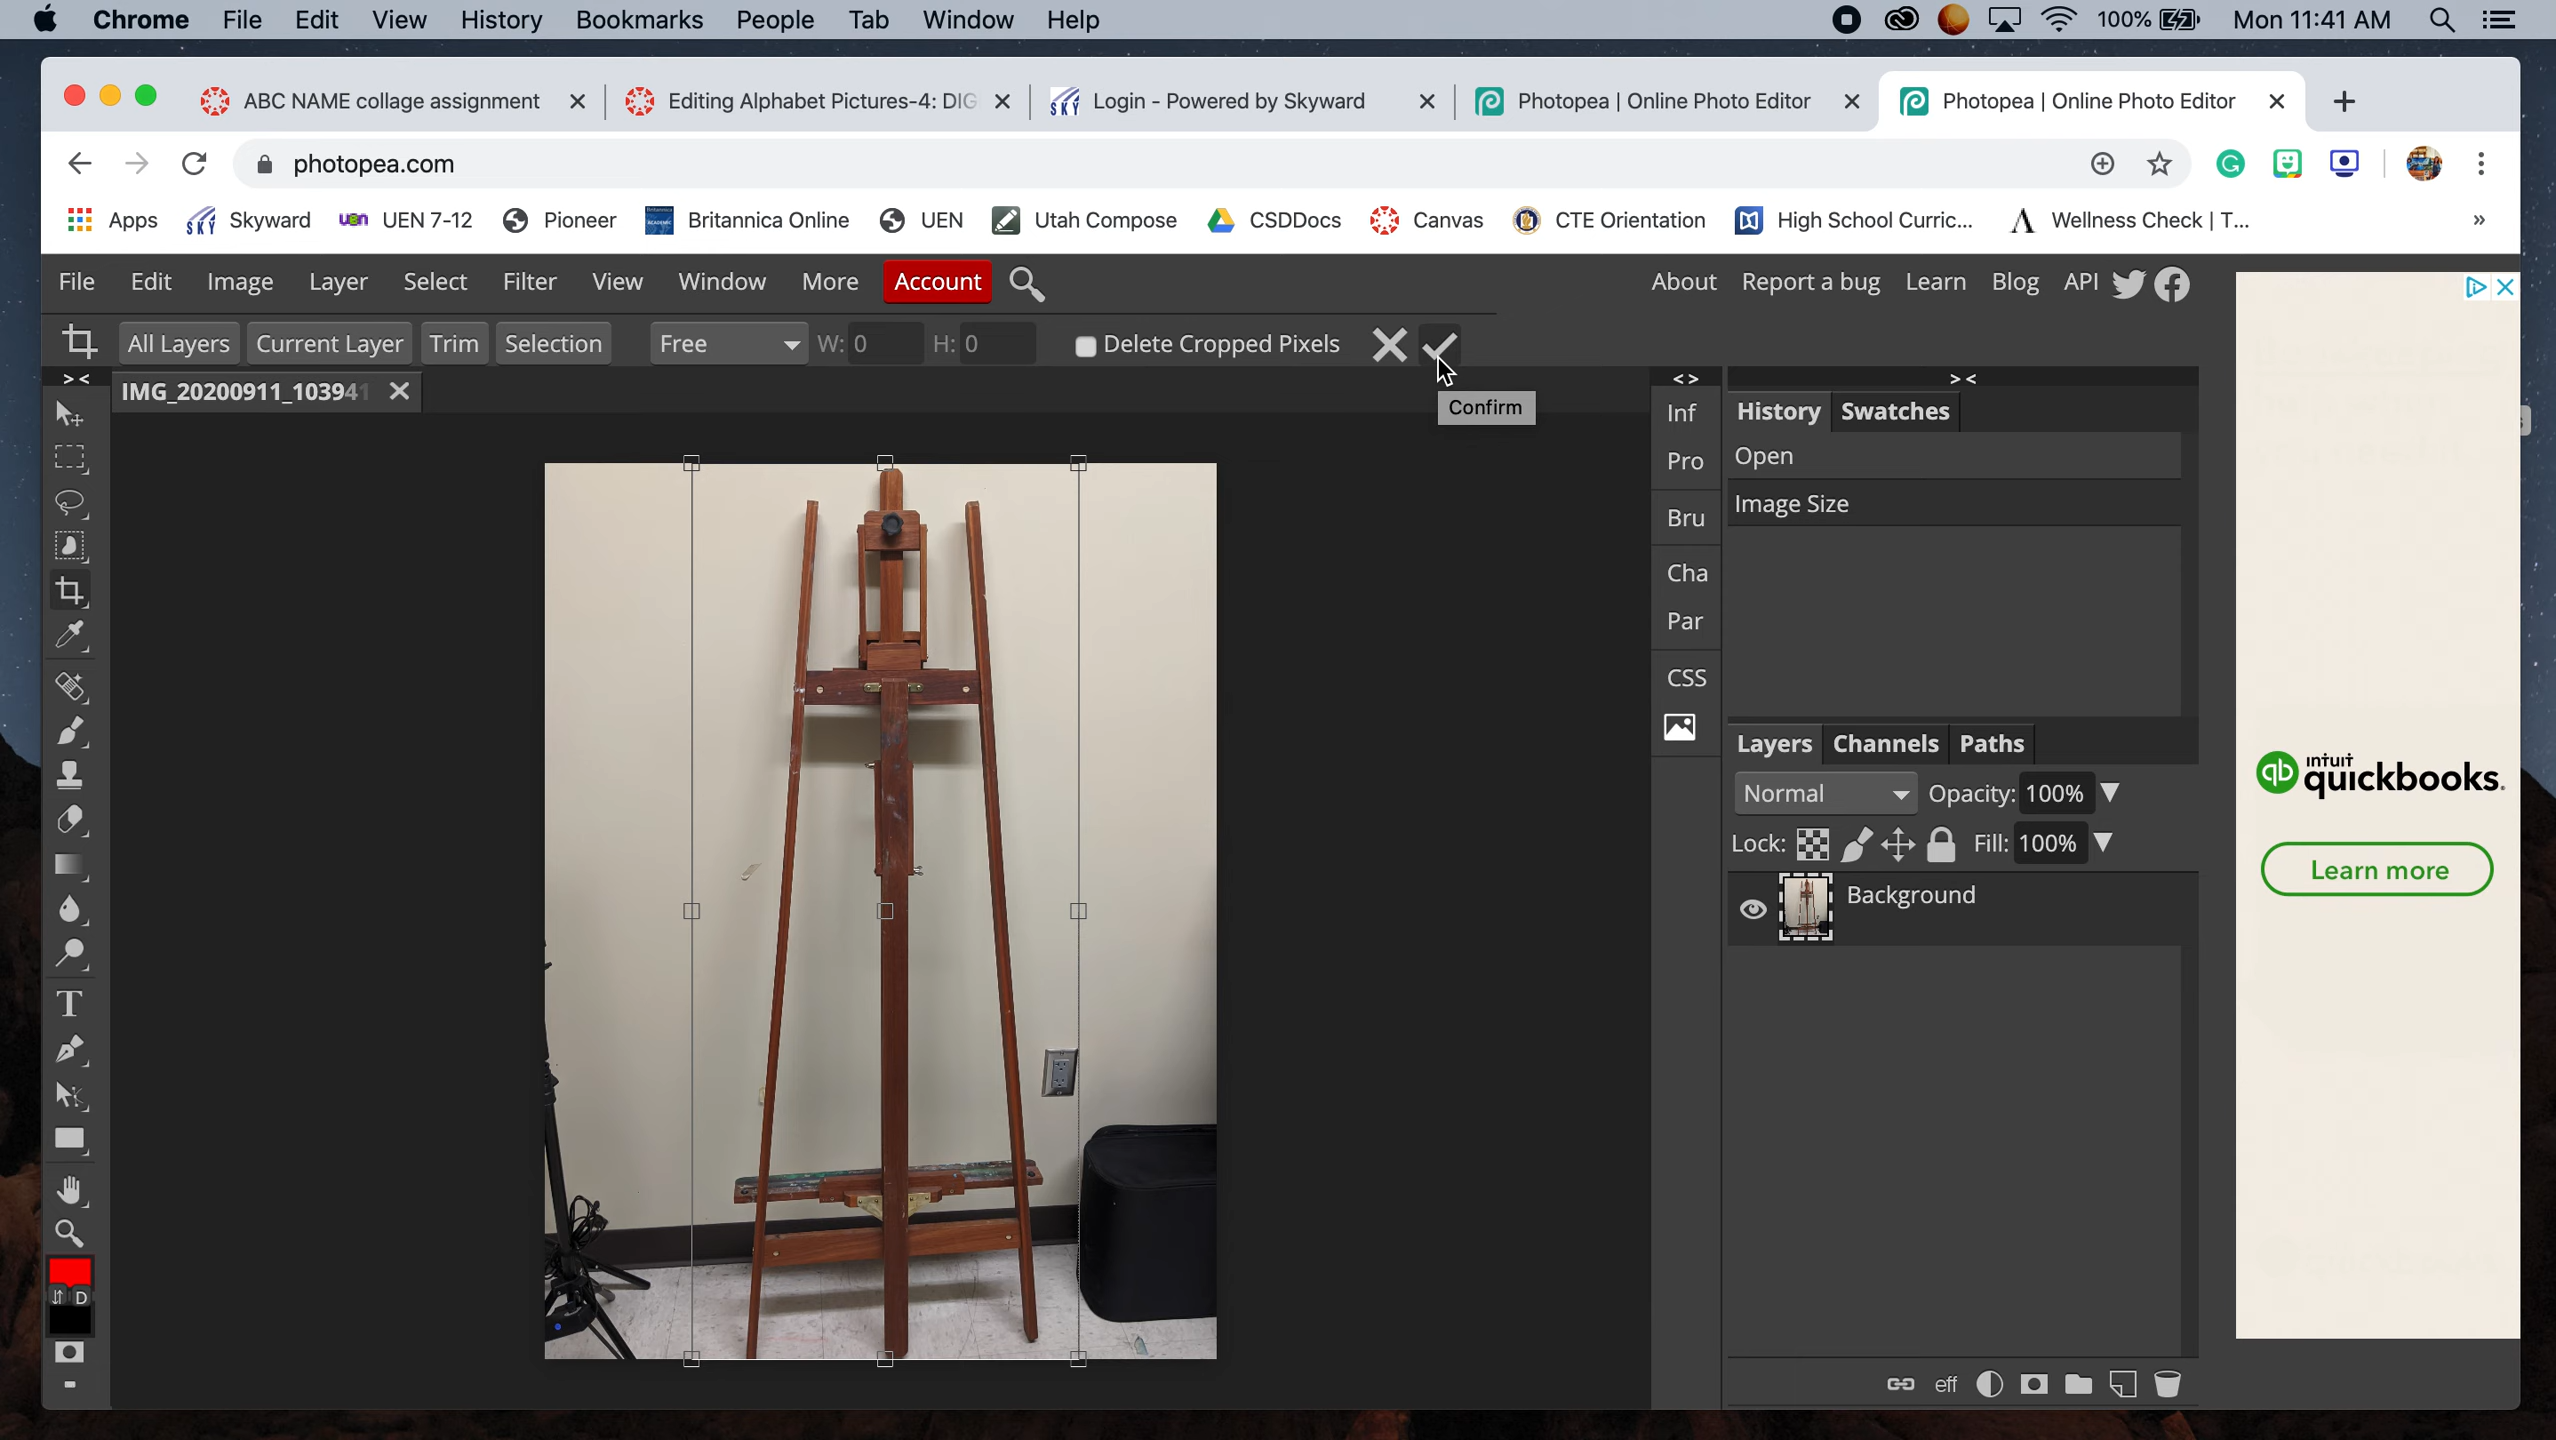 Chrome File Edit View History Bookmarks People Tab Window Help 100% Mon 11:41 AM
ABC NAME collage assignment Editing Alphabet Pictures-4: DIG Login - Powered by Skyward Photopea | Online Photo Editor Photopea | Online Photo Editor
photopea.com
Apps Skyward UEN 7-12 Pioneer Britannica Online UEN Utah Compose CSDDocs Canvas CTE Orientation High School Curric... Wellness Check | T... »
File Edit Image Layer Select Filter View Window More Account About Report a bug Learn Blog API
All Layers Current Layer Trim Selection Free W: 0 H: 0 Delete Cropped Pixels
> < IMG_20200911_103941 < > > <
Confirm
Inf History Swatches
Pro Open
Image Size
Bru
Cha
Par
CSS
Layers Channels Paths
Normal Opacity: 100%
Lock: Fill: 100%
Background
qb intuit quickbooks.
Learn more
T
D
eff